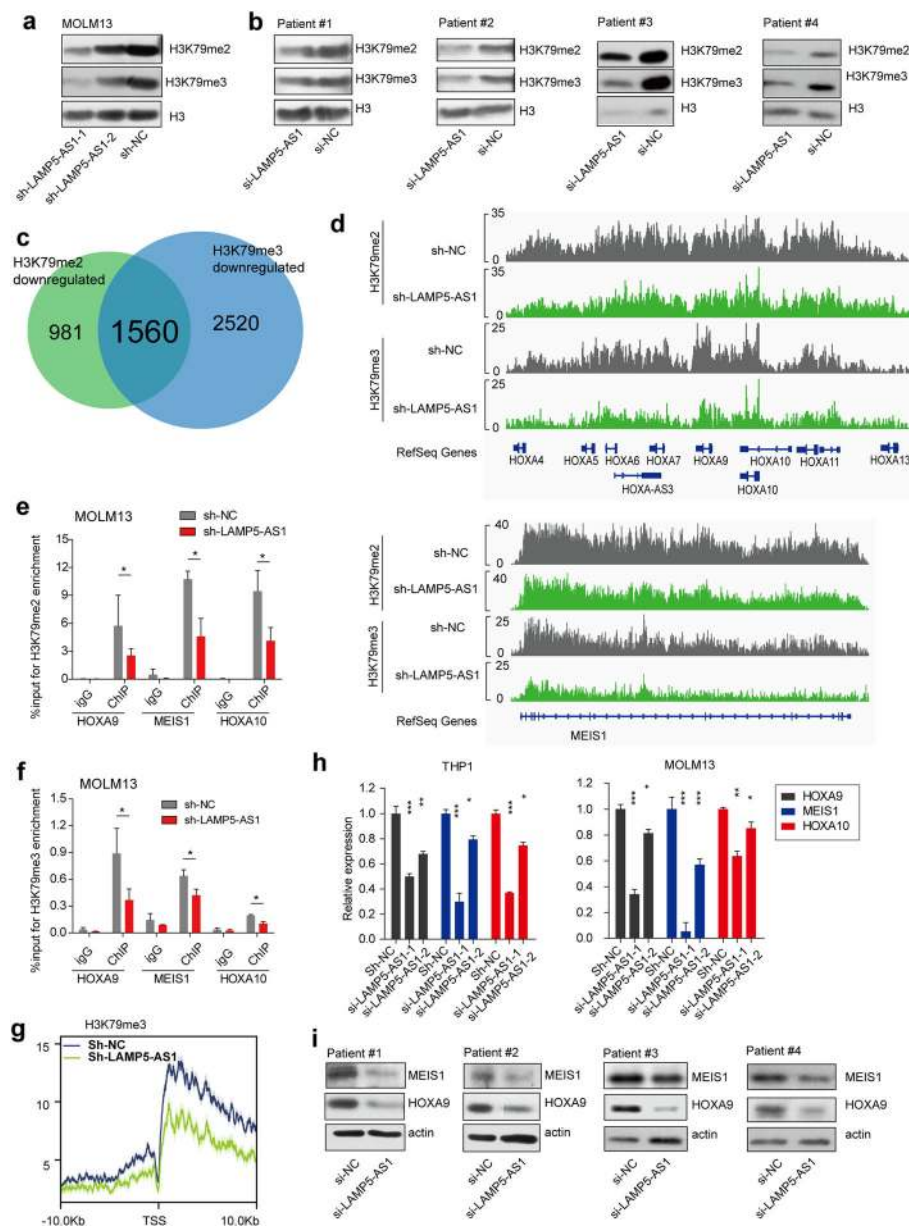 a
MOLM13
H3K79me2
H3K79me3
H3
sh-LAMP5-AS1-1
sh-LAMP5-AS1-2
sh-NC
b
Patient #1
H3K79me2
H3K79me3
H3
si-LAMP5-AS1
si-NC
Patient #2
H3K79me2
H3K79me3
H3
si-LAMP5-AS1
si-NC
Patient #3
H3K79me2
H3K79me3
H3
si-LAMP5-AS1
si-NC
Patient #4
H3K79me2
H3K79me3
H3
si-LAMP5-AS1
si-NC
c
H3K79me2
downregulated
H3K79me3
downregulated
981
1560
2520
d
H3K79me2
H3K79me3
35
sh-NC
0
35
sh-LAMP5-AS1
0
25
sh-NC
0
25
sh-LAMP5-AS1
0
RefSeq Genes
HOXA4
HOXA5
HOXA6
HOXA7
HOXA9
HOXA10
HOXA11
HOXA13
HOXA-AS3
HOXA10
H3K79me2
H3K79me3
40
sh-NC
0
40
sh-LAMP5-AS1
0
25
sh-NC
0
25
sh-LAMP5-AS1
0
RefSeq Genes
MEIS1
e
MOLM13
sh-NC
sh-LAMP5-AS1
%input for H3K79me2 enrichment
15
12
9
6
3
0
* * *
IgG ChIP IgG ChIP IgG ChIP
HOXA9 MEIS1 HOXA10
f
MOLM13
sh-NC
sh-LAMP5-AS1
%input for H3K79me3 enrichment
1.5
1.2
0.9
0.6
0.3
0.0
* * *
IgG ChIP IgG ChIP IgG ChIP
HOXA9 MEIS1 HOXA10
g
H3K79me3
Sh-NC
Sh-LAMP5-AS1
15
10
5
-10.0Kb TSS 10.0Kb
h
THP1
Relative expression
1.2
1.0
0.8
0.6
0.4
0.2
0.0
*** ** *** * *** *
Sh-NC
si-LAMP5-AS1-1
si-LAMP5-AS1-2
Sh-NC
si-LAMP5-AS1-1
si-LAMP5-AS1-2
Sh-NC
si-LAMP5-AS1-1
si-LAMP5-AS1-2
MOLM13
1.2
1.0
0.8
0.6
0.4
0.2
0.0
*** * *** *** ** *
Sh-NC
si-LAMP5-AS1-1
si-LAMP5-AS1-2
Sh-NC
si-LAMP5-AS1-1
si-LAMP5-AS1-2
Sh-NC
si-LAMP5-AS1-1
si-LAMP5-AS1-2
HOXA9
MEIS1
HOXA10
i
Patient #1
MEIS1
HOXA9
actin
si-NC
si-LAMP5-AS1
Patient #2
MEIS1
HOXA9
actin
si-NC
si-LAMP5-AS1
Patient #3
MEIS1
HOXA9
actin
si-NC
si-LAMP5-AS1
Patient #4
MEIS1
HOXA9
actin
si-NC
si-LAMP5-AS1